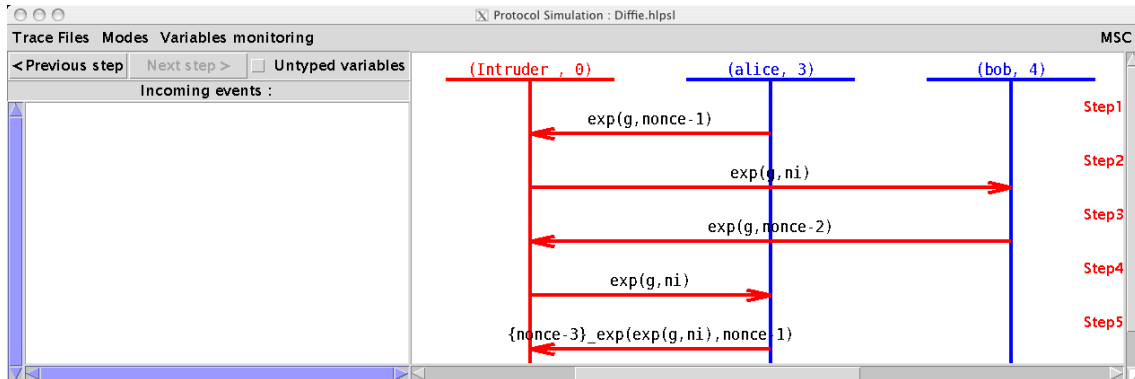 X Protocol Simulation : Diffie.hlpsl
Trace Files Modes Variables monitoring MSC
<Previous step Next step > Untyped variables
Incoming events :
(Intruder , 0) (alice, 3) (bob, 4)
Step1
exp(g,nonce-1)
Step2
exp(g,ni)
Step3
exp(g,nonce-2)
Step4
exp(g,ni)
Step5
{nonce-3}_exp(exp(g,ni),nonce-1)